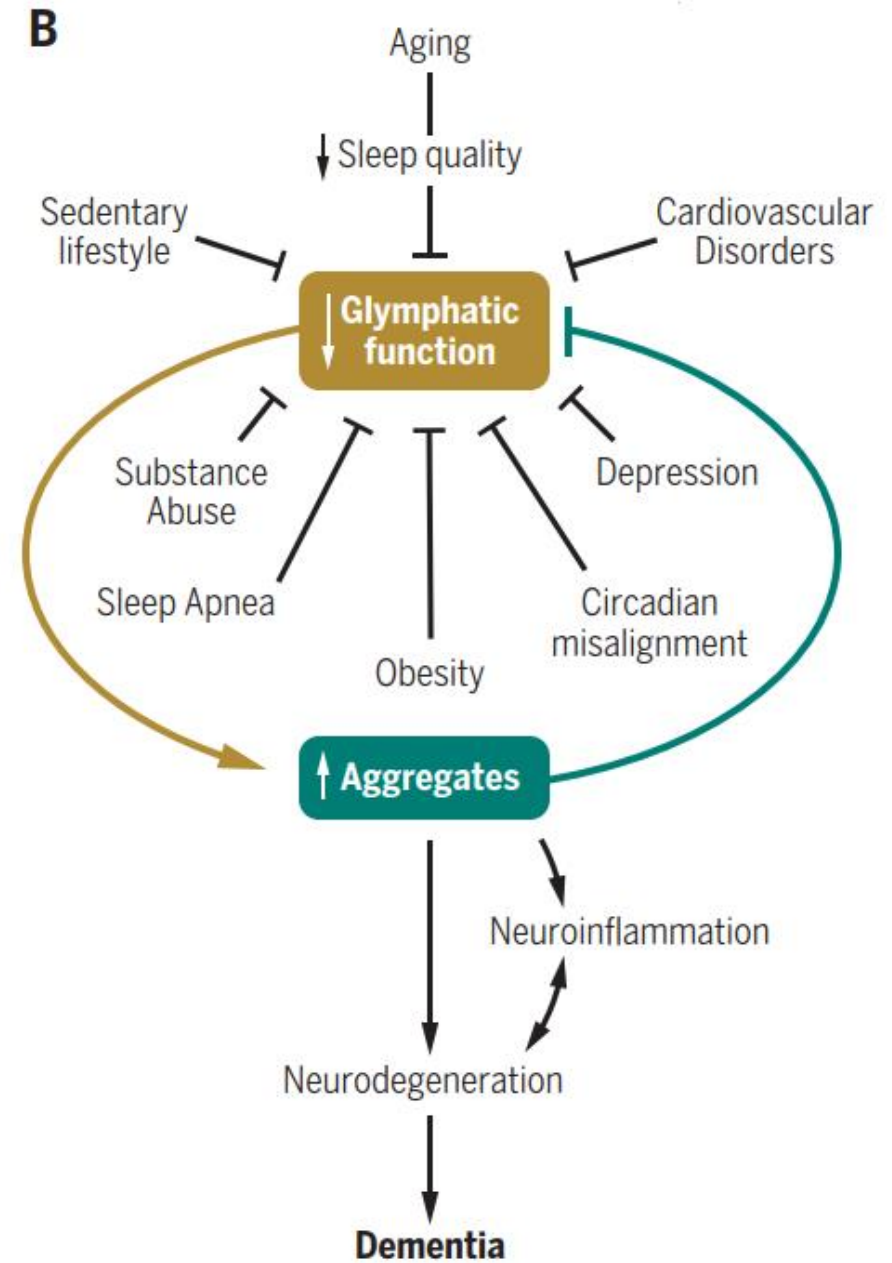 B
Aging
↓ Sleep quality
Sedentary
lifestyle
Cardiovascular
Disorders
↓ Glymphatic
function
Substance
Abuse
Depression
Sleep Apnea
Circadian
misalignment
Obesity
↑ Aggregates
Neuroinflammation
Neurodegeneration
Dementia